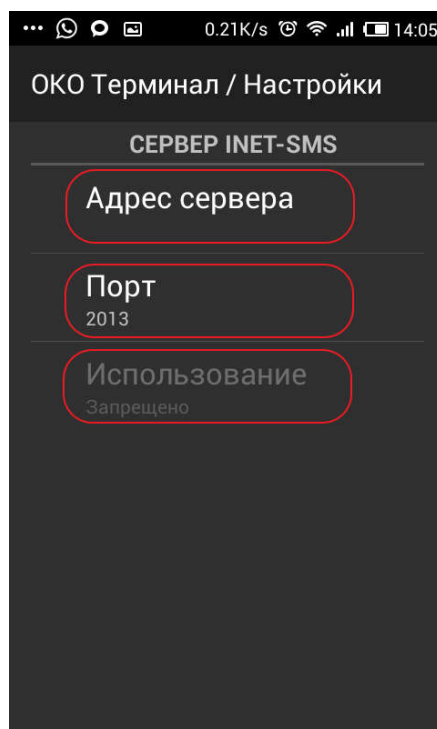 0.21K/s 14:05
ОКО Терминал / Настройки
СЕРВЕР INET-SMS
Адрес сервера
Порт
2013
Использование
Запрещено